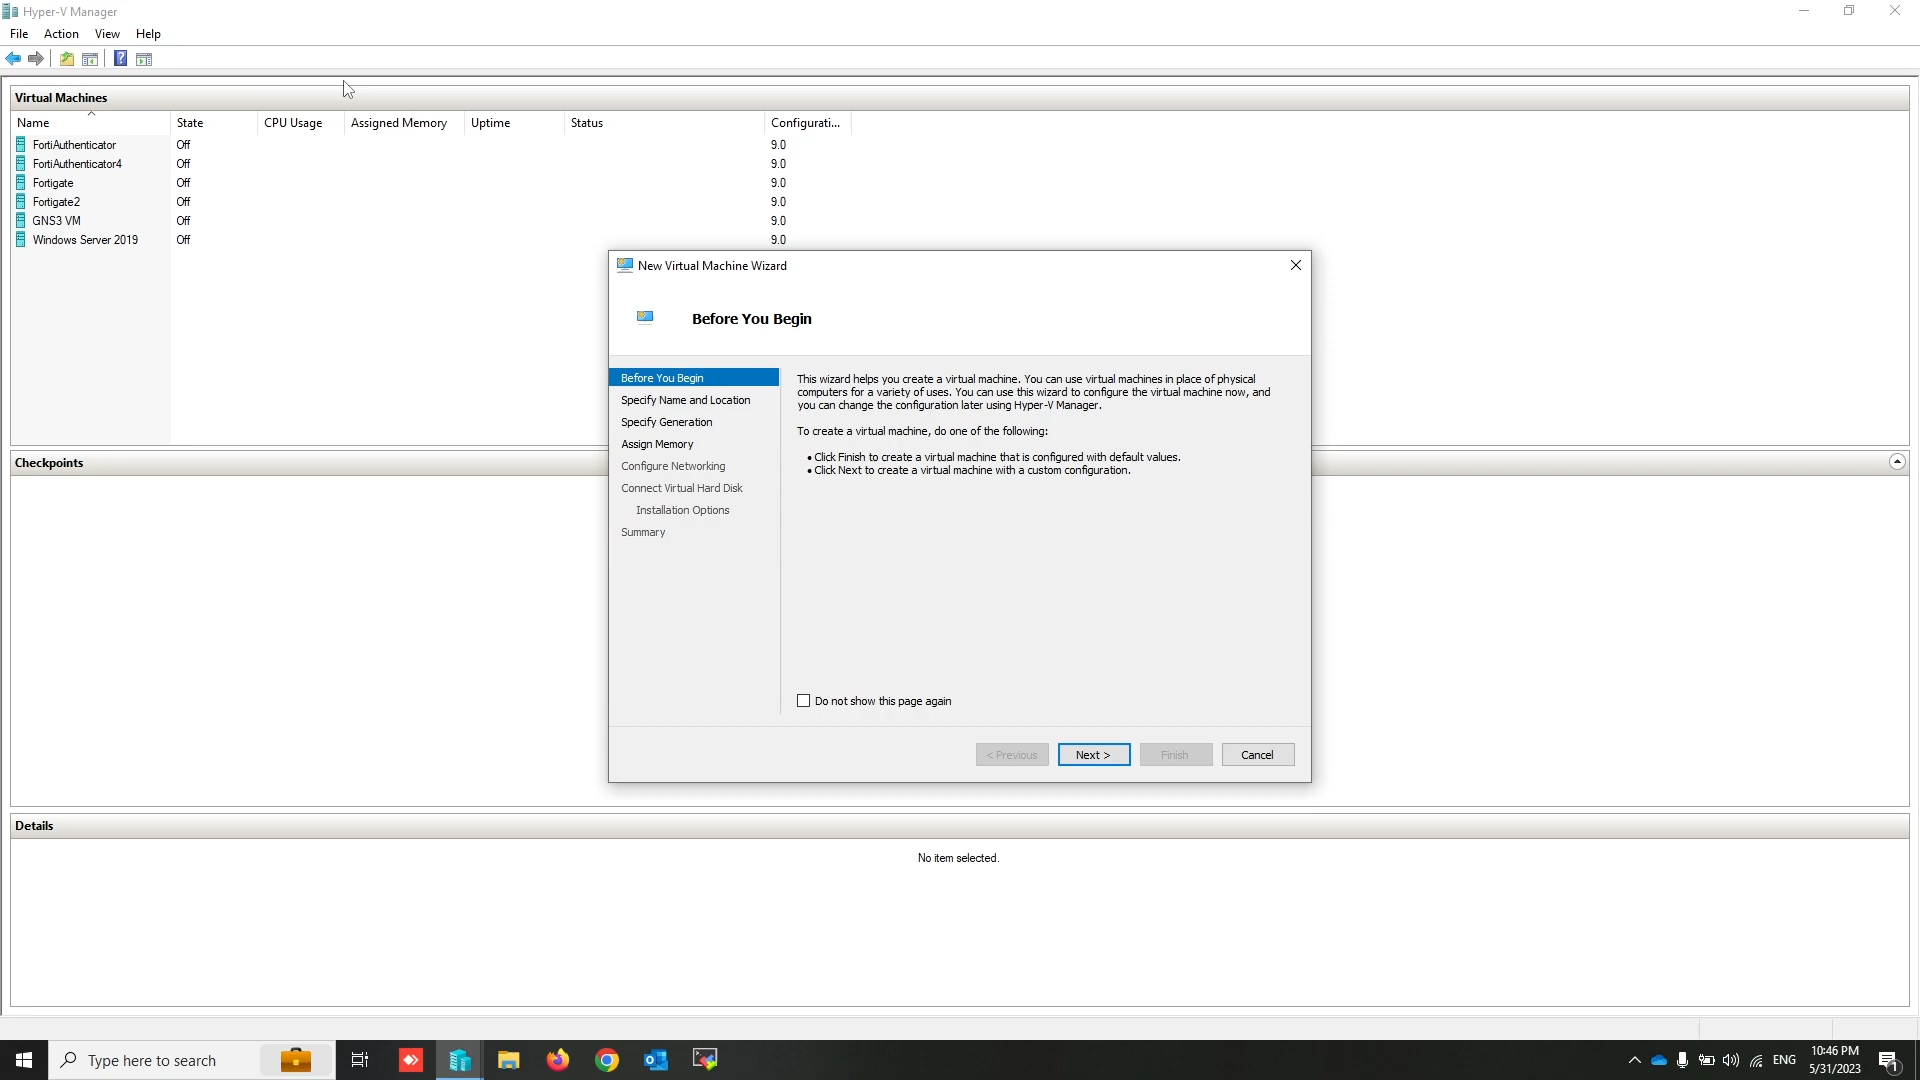 Hyper-V Manager
File Action View Help
Virtual Machines
Name State CPU Usage Assigned Memory Uptime Status Configurati...
FortiAuthenticator Off 9.0
FortiAuthenticator4 Off 9.0
Fortigate Off 9.0
Fortigate2 Off 9.0
GNS3 VM Off 9.0
Windows Server 2019 Off 9.0
New Virtual Machine Wizard
Before You Begin
Before You Begin
Specify Name and Location
Specify Generation
Assign Memory
Configure Networking
Connect Virtual Hard Disk
Installation Options
Summary
This wizard helps you create a virtual machine. You can use virtual machines in place of physical
computers for a variety of uses. You can use this wizard to configure the virtual machine now, and
you can change the configuration later using Hyper-V Manager.
To create a virtual machine, do one of the following:
• Click Finish to create a virtual machine that is configured with default values.
• Click Next to create a virtual machine with a custom configuration.
Do not show this page again
< Previous Next > Finish Cancel
Checkpoints
Details
No item selected.
Type here to search
ENG
10:46 PM
5/31/2023
1